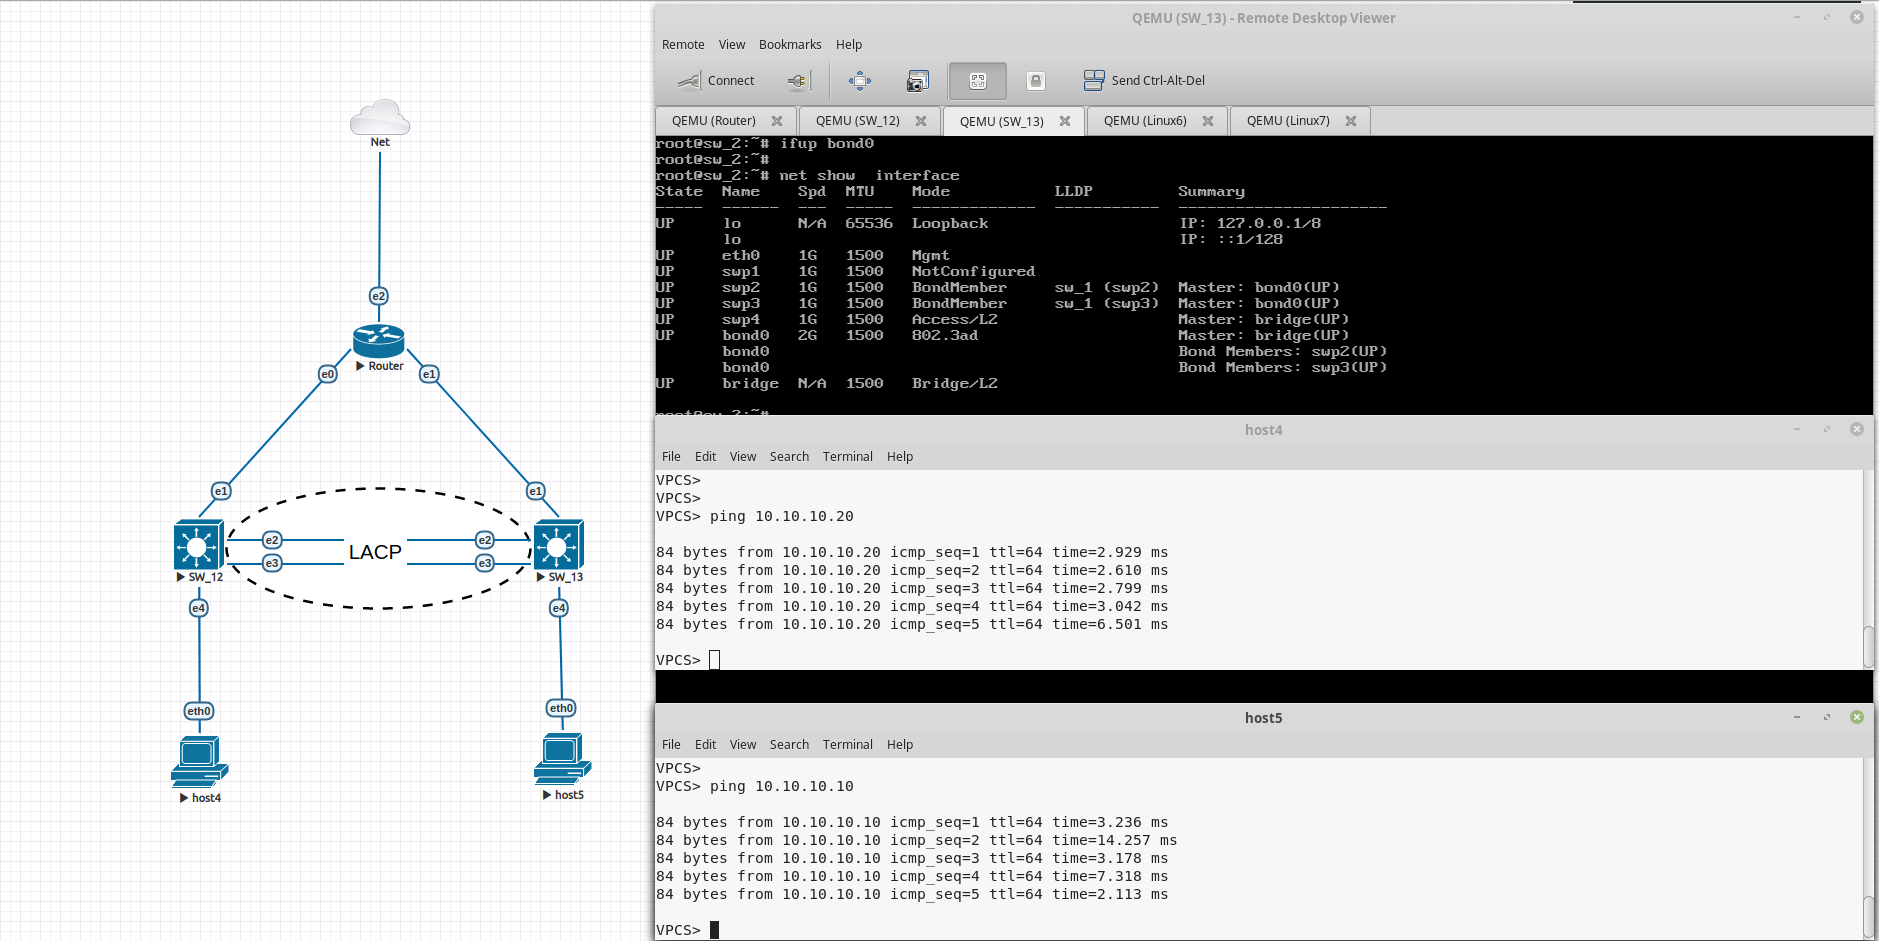 Net
e2
Router
e0
e1
e1
e1
e2
e2
LACP
e3
e3
SW_12
SW_13
e4
e4
eth0
eth0
host4
host5
QEMU (SW_13) - Remote Desktop Viewer
Remote View Bookmarks Help
Connect Send Ctrl-Alt-Del
QEMU (Router) QEMU (SW_12) QEMU (SW_13) QEMU (Linux6) QEMU (Linux7)
root@sw_2:~# ifup bond0
root@sw_2:~#
root@sw_2:~# net show  interface
State  Name    Spd  MTU    Mode           LLDP         Summary
-----  ------  ---  -----  -------------  -----------  ----------------------
UP     lo      N/A  65536  Loopback                    IP: 127.0.0.1/8
       lo                                              IP: ::1/128
UP     eth0    1G   1500   Mgmt
UP     swp1    1G   1500   NotConfigured
UP     swp2    1G   1500   BondMember     sw_1 (swp2)  Master: bond0(UP)
UP     swp3    1G   1500   BondMember     sw_1 (swp3)  Master: bond0(UP)
UP     swp4    1G   1500   Access/L2                   Master: bridge(UP)
UP     bond0   2G   1500   802.3ad                     Master: bridge(UP)
       bond0                                           Bond Members: swp2(UP)
       bond0                                           Bond Members: swp3(UP)
UP     bridge  N/A  1500   Bridge/L2
root@sw_2:~#
host4
File Edit View Search Terminal Help
VPCS>
VPCS>
VPCS> ping 10.10.10.20
84 bytes from 10.10.10.20 icmp_seq=1 ttl=64 time=2.929 ms
84 bytes from 10.10.10.20 icmp_seq=2 ttl=64 time=2.610 ms
84 bytes from 10.10.10.20 icmp_seq=3 ttl=64 time=2.799 ms
84 bytes from 10.10.10.20 icmp_seq=4 ttl=64 time=3.042 ms
84 bytes from 10.10.10.20 icmp_seq=5 ttl=64 time=6.501 ms
VPCS>
host5
File Edit View Search Terminal Help
VPCS>
VPCS> ping 10.10.10.10
84 bytes from 10.10.10.10 icmp_seq=1 ttl=64 time=3.236 ms
84 bytes from 10.10.10.10 icmp_seq=2 ttl=64 time=14.257 ms
84 bytes from 10.10.10.10 icmp_seq=3 ttl=64 time=3.178 ms
84 bytes from 10.10.10.10 icmp_seq=4 ttl=64 time=7.318 ms
84 bytes from 10.10.10.10 icmp_seq=5 ttl=64 time=2.113 ms
VPCS>